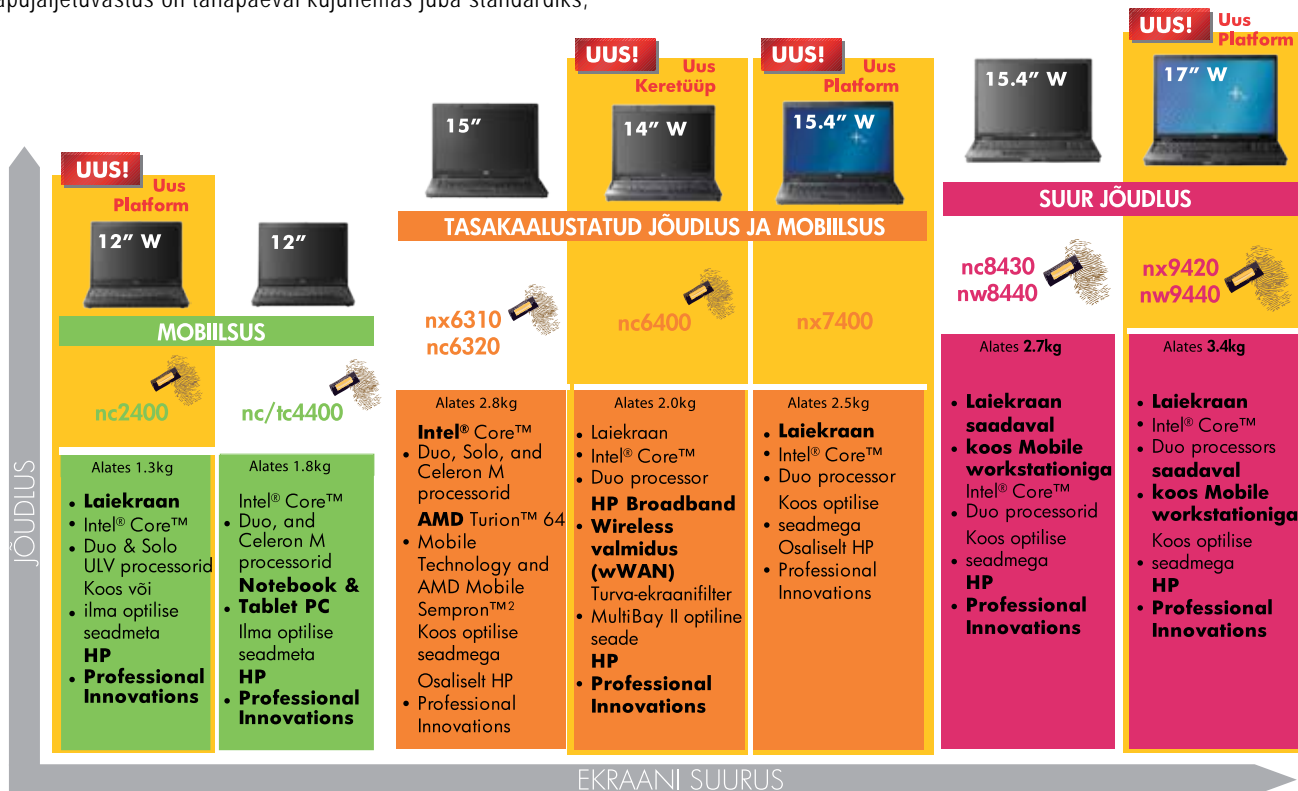 apujäljetuvastus on tänapäeval kujunemas juba standardiks,
UUS!
Uus
Platform
12” W
nc2400
Alates 1.3kg
• Laiekraan
• Intel® Core™
• Duo & Solo
ULV processorid
Koos või
• ilma optilise
seadmeta
HP
• Professional
Innovations
12”
MOBIILSUS
nc/tc4400
Alates 1.8kg
Intel® Core™
• Duo, and
Celeron M
processorid
Notebook &
• Tablet PC
Ilma optilise
seadmeta
HP
• Professional
Innovations
15”
TASAKAALUSTATUD JÕUDLUS JA MOBIILSUS
nx6310
nc6320
Alates 2.8kg
Intel® Core™
• Duo, Solo, and
Celeron M
processorid
AMD Turion™ 64
• Mobile
Technology and
AMD Mobile
Sempron™²
Koos optilise
seadmega
Osaliselt HP
• Professional
Innovations
UUS!
Uus
Keretüüp
14” W
nc6400
Alates 2.0kg
• Laiekraan
• Intel® Core™
• Duo processor
HP Broadband
• Wireless
valmidus
(wWAN)
Turva-ekraanifilter
• MultiBay II optiline
seade
HP
• Professional
Innovations
UUS!
Uus
Platform
15.4” W
nx7400
Alates 2.5kg
• Laiekraan
• Intel® Core™
• Duo processor
Koos optilise
• seadmega
Osaliselt HP
• Professional
Innovations
15.4” W
SUUR JÕUDLUS
nc8430
nw8440
Alates 2.7kg
• Laiekraan
saadaval
• koos Mobile
workstationiga
Intel® Core™
• Duo processorid
Koos optilise
• seadmega
HP
• Professional
Innovations
UUS!
Uus
Platform
17” W
nx9420
nw9440
Alates 3.4kg
• Laiekraan
• Intel® Core™
• Duo processors
saadaval
• koos Mobile
workstationiga
Koos optilise
• seadmega
HP
• Professional
Innovations
JÕUDLUS
EKRAANI SUURUS